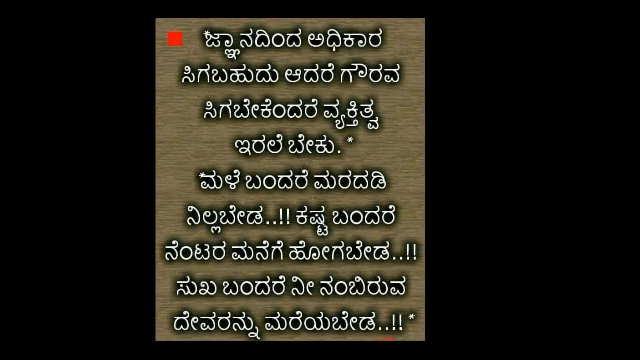 *ಜ್ಞಾನದಿಂದ ಅಧಿಕಾರ
ಸಿಗಬಹುದು ಆದರೆ ಗೌರವ
ಸಿಗಬೇಕೆಂದರೆ ವ್ಯಕ್ತಿತ್ವ
ಇರಲೆ ಬೇಕು. *
*ಮಳೆ ಬಂದರೆ ಮರದಡಿ
ನಿಲ್ಲಬೇಡ..!! ಕಷ್ಟ ಬಂದರೆ
ನೆಂಟರ ಮನೆಗೆ ಹೋಗಬೇಡ..!!
ಸುಖ ಬಂದರೆ ನೀ ನಂಬಿರುವ
ದೇವರನ್ನು ಮರೆಯಬೇಡ..!! *